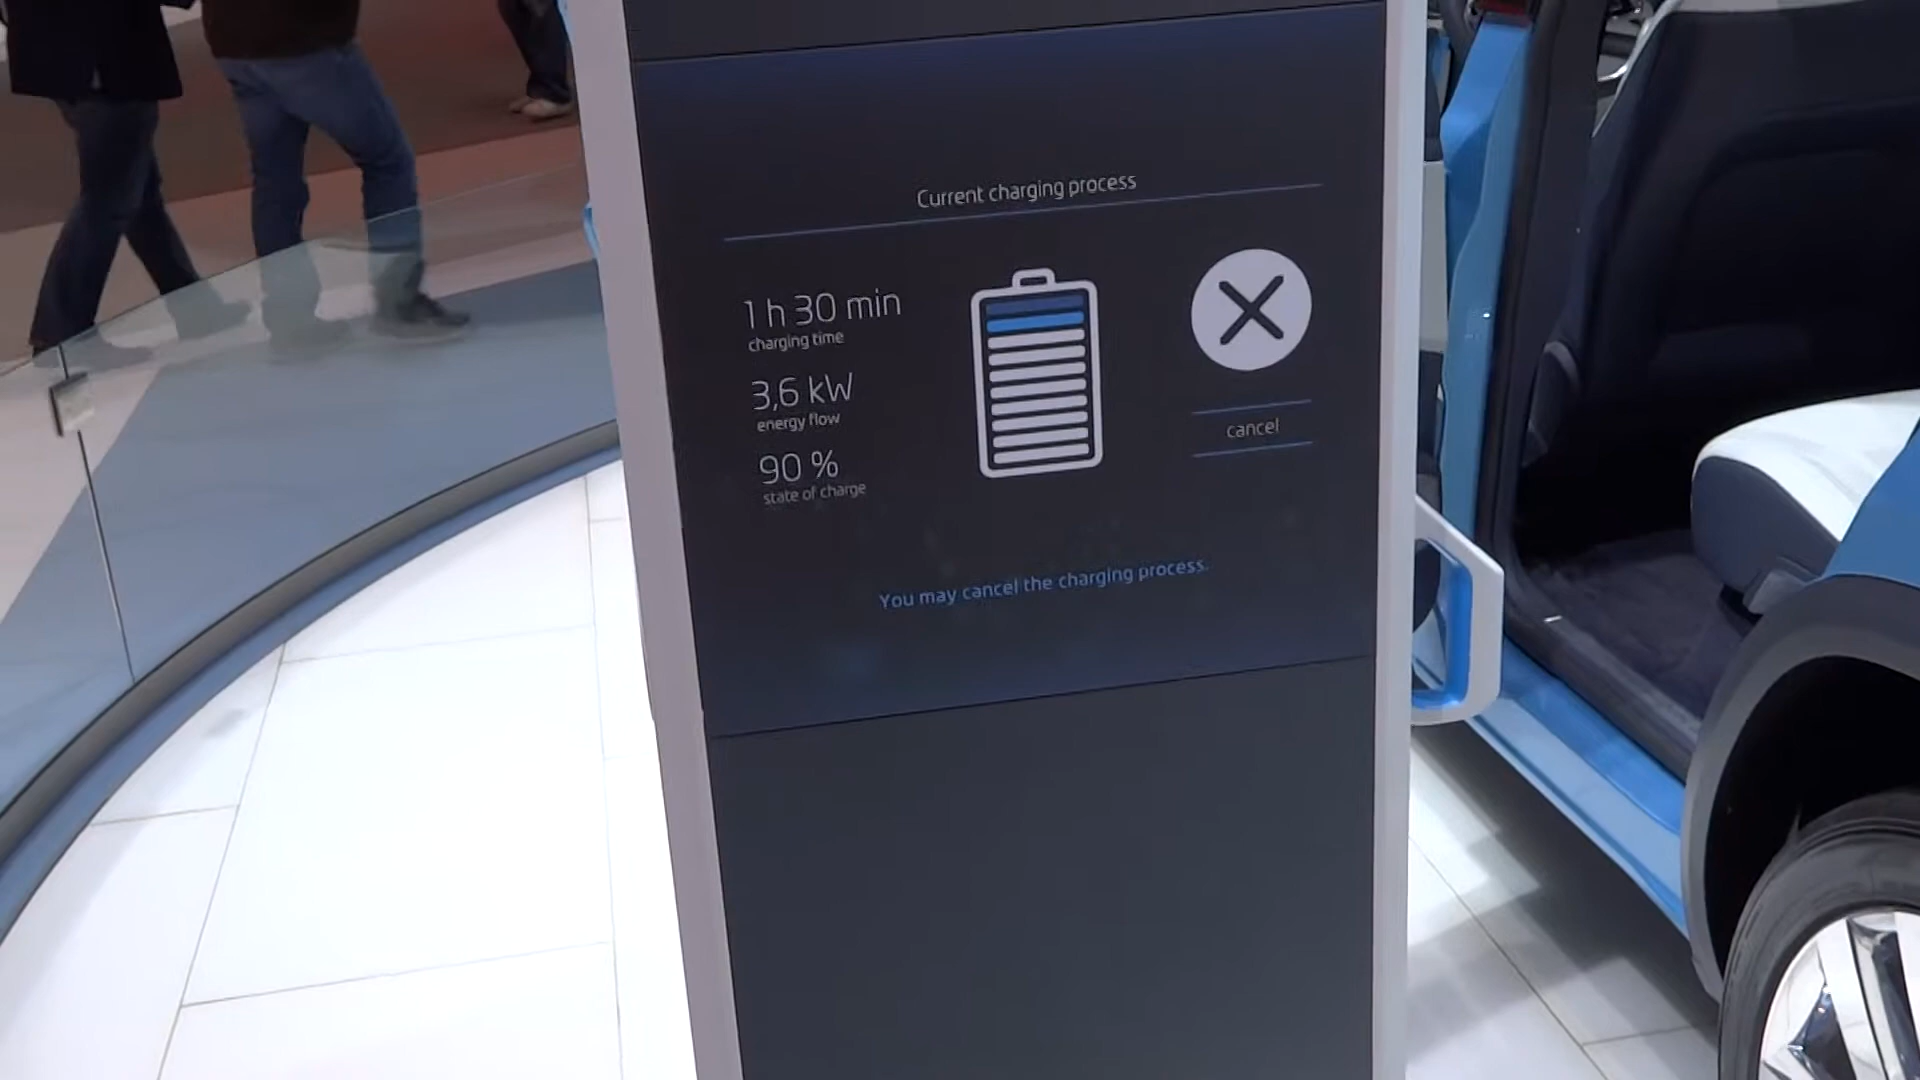 Current charging process
1 h 30 min
charging time
3,6 kW
energy flow
90 %
state of charge
cancel
You may cancel the charging process.